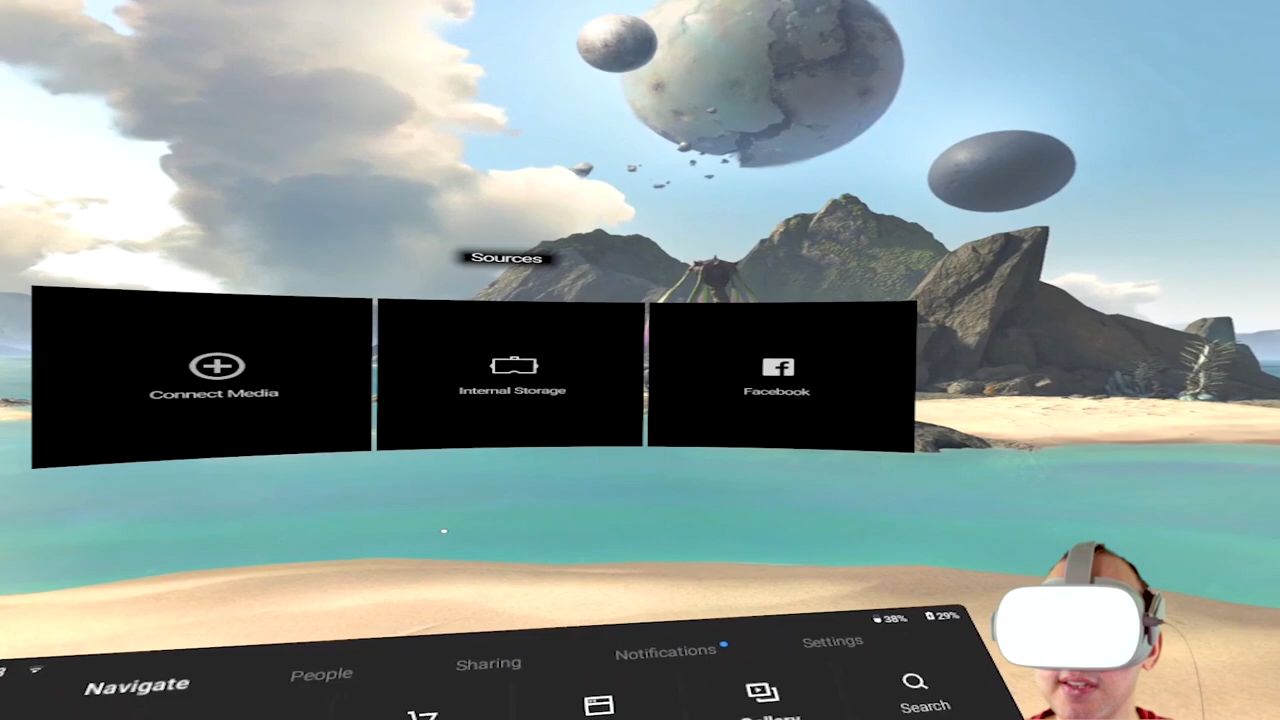 Sources
Connect Media
Internal Storage
Facebook
38%
29%
Navigate
People
Sharing
Notifications
Settings
Search